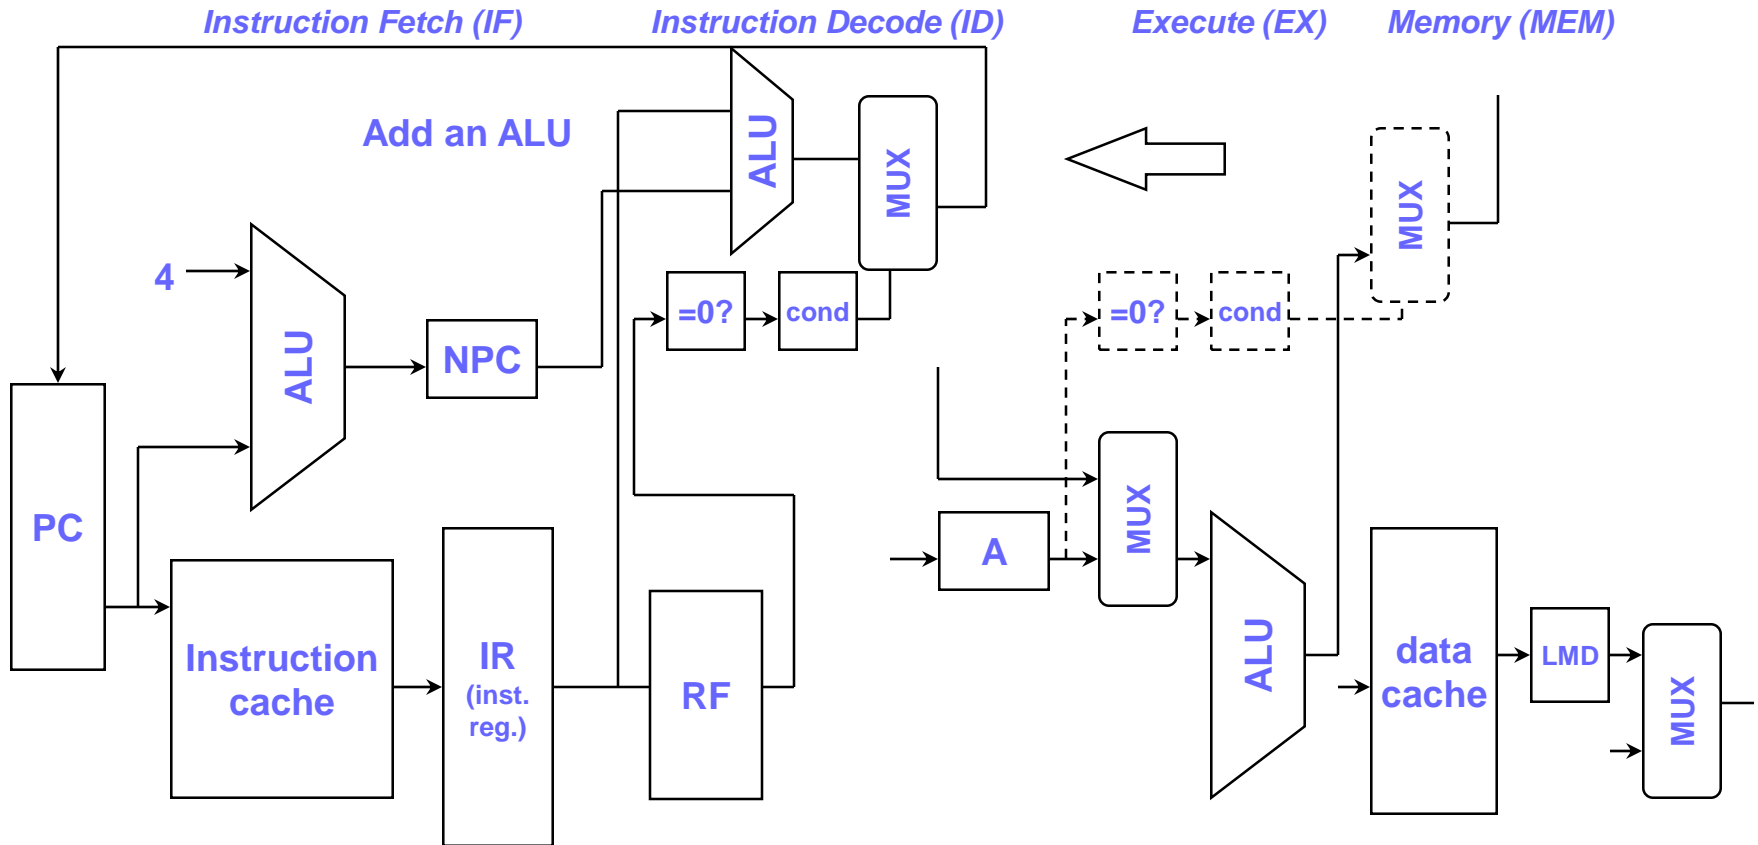 Instruction Fetch (IF)
Instruction Decode (ID)
Execute (EX)
Memory (MEM)
Add an ALU
ALU
MUX
MUX
4
=0?
cond
=0?
cond
ALU
NPC
PC
MUX
A
Instruction
cache
IR
(inst.
reg.)
RF
ALU
data
cache
LMD
MUX